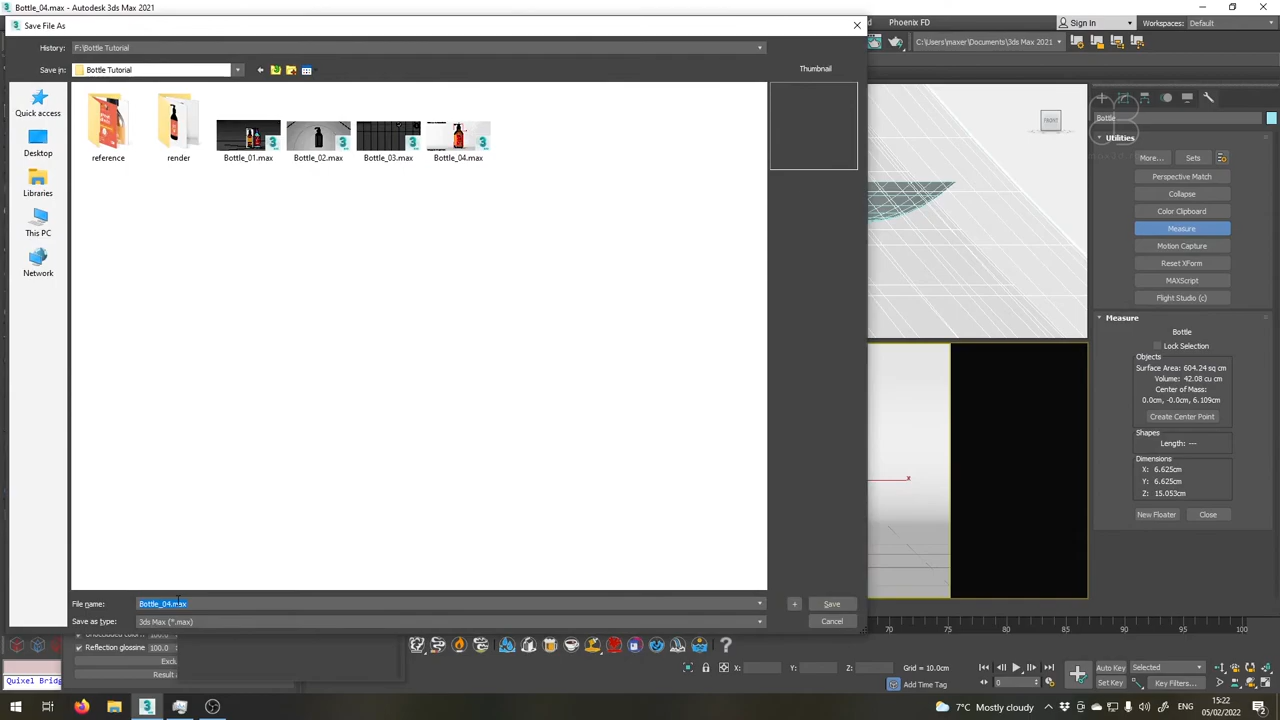 Bottle_04.max - Autodesk 3ds Max 2021
Save File As
Phoenix FD
Sign In
Workspaces: Default
History: F:\Bottle Tutorial
C:\Users\maxer\Documents\3ds Max 2021
Save in: Bottle Tutorial
Thumbnail
Quick access
Desktop
Libraries
This PC
Network
reference
render
Bottle_01.max
Bottle_02.max
Bottle_03.max
Bottle_04.max
FRONT
Bottle
Utilities
More...
Sets
Perspective Match
Collapse
Color Clipboard
Measure
Motion Capture
Reset XForm
MAXScript
Flight Studio (c)
Measure
Bottle
Lock Selection
Objects
Surface Area: 604.24 sq cm
Volume: 42.08 cu cm
Center of Mass:
0.0cm, -0.0cm, 6.109cm
Create Center Point
Shapes
Length: ---
Dimensions
X: 6.625cm
Y: 6.625cm
Z: 15.053cm
New Floater
Close
x
File name: Bottle_04.max
+
Save
Save as type: 3ds Max (*.max)
Cancel
70 75 80 85 90 95 100
Reflection glossine 100.0
Excl
Result
Quixel Bridg
X:
Y:
Z:
Grid = 10.0cm
Add Time Tag
0
Auto Key
Selected
Set Key
Key Filters...
7°C Mostly cloudy
ENG
15:22
05/02/2022